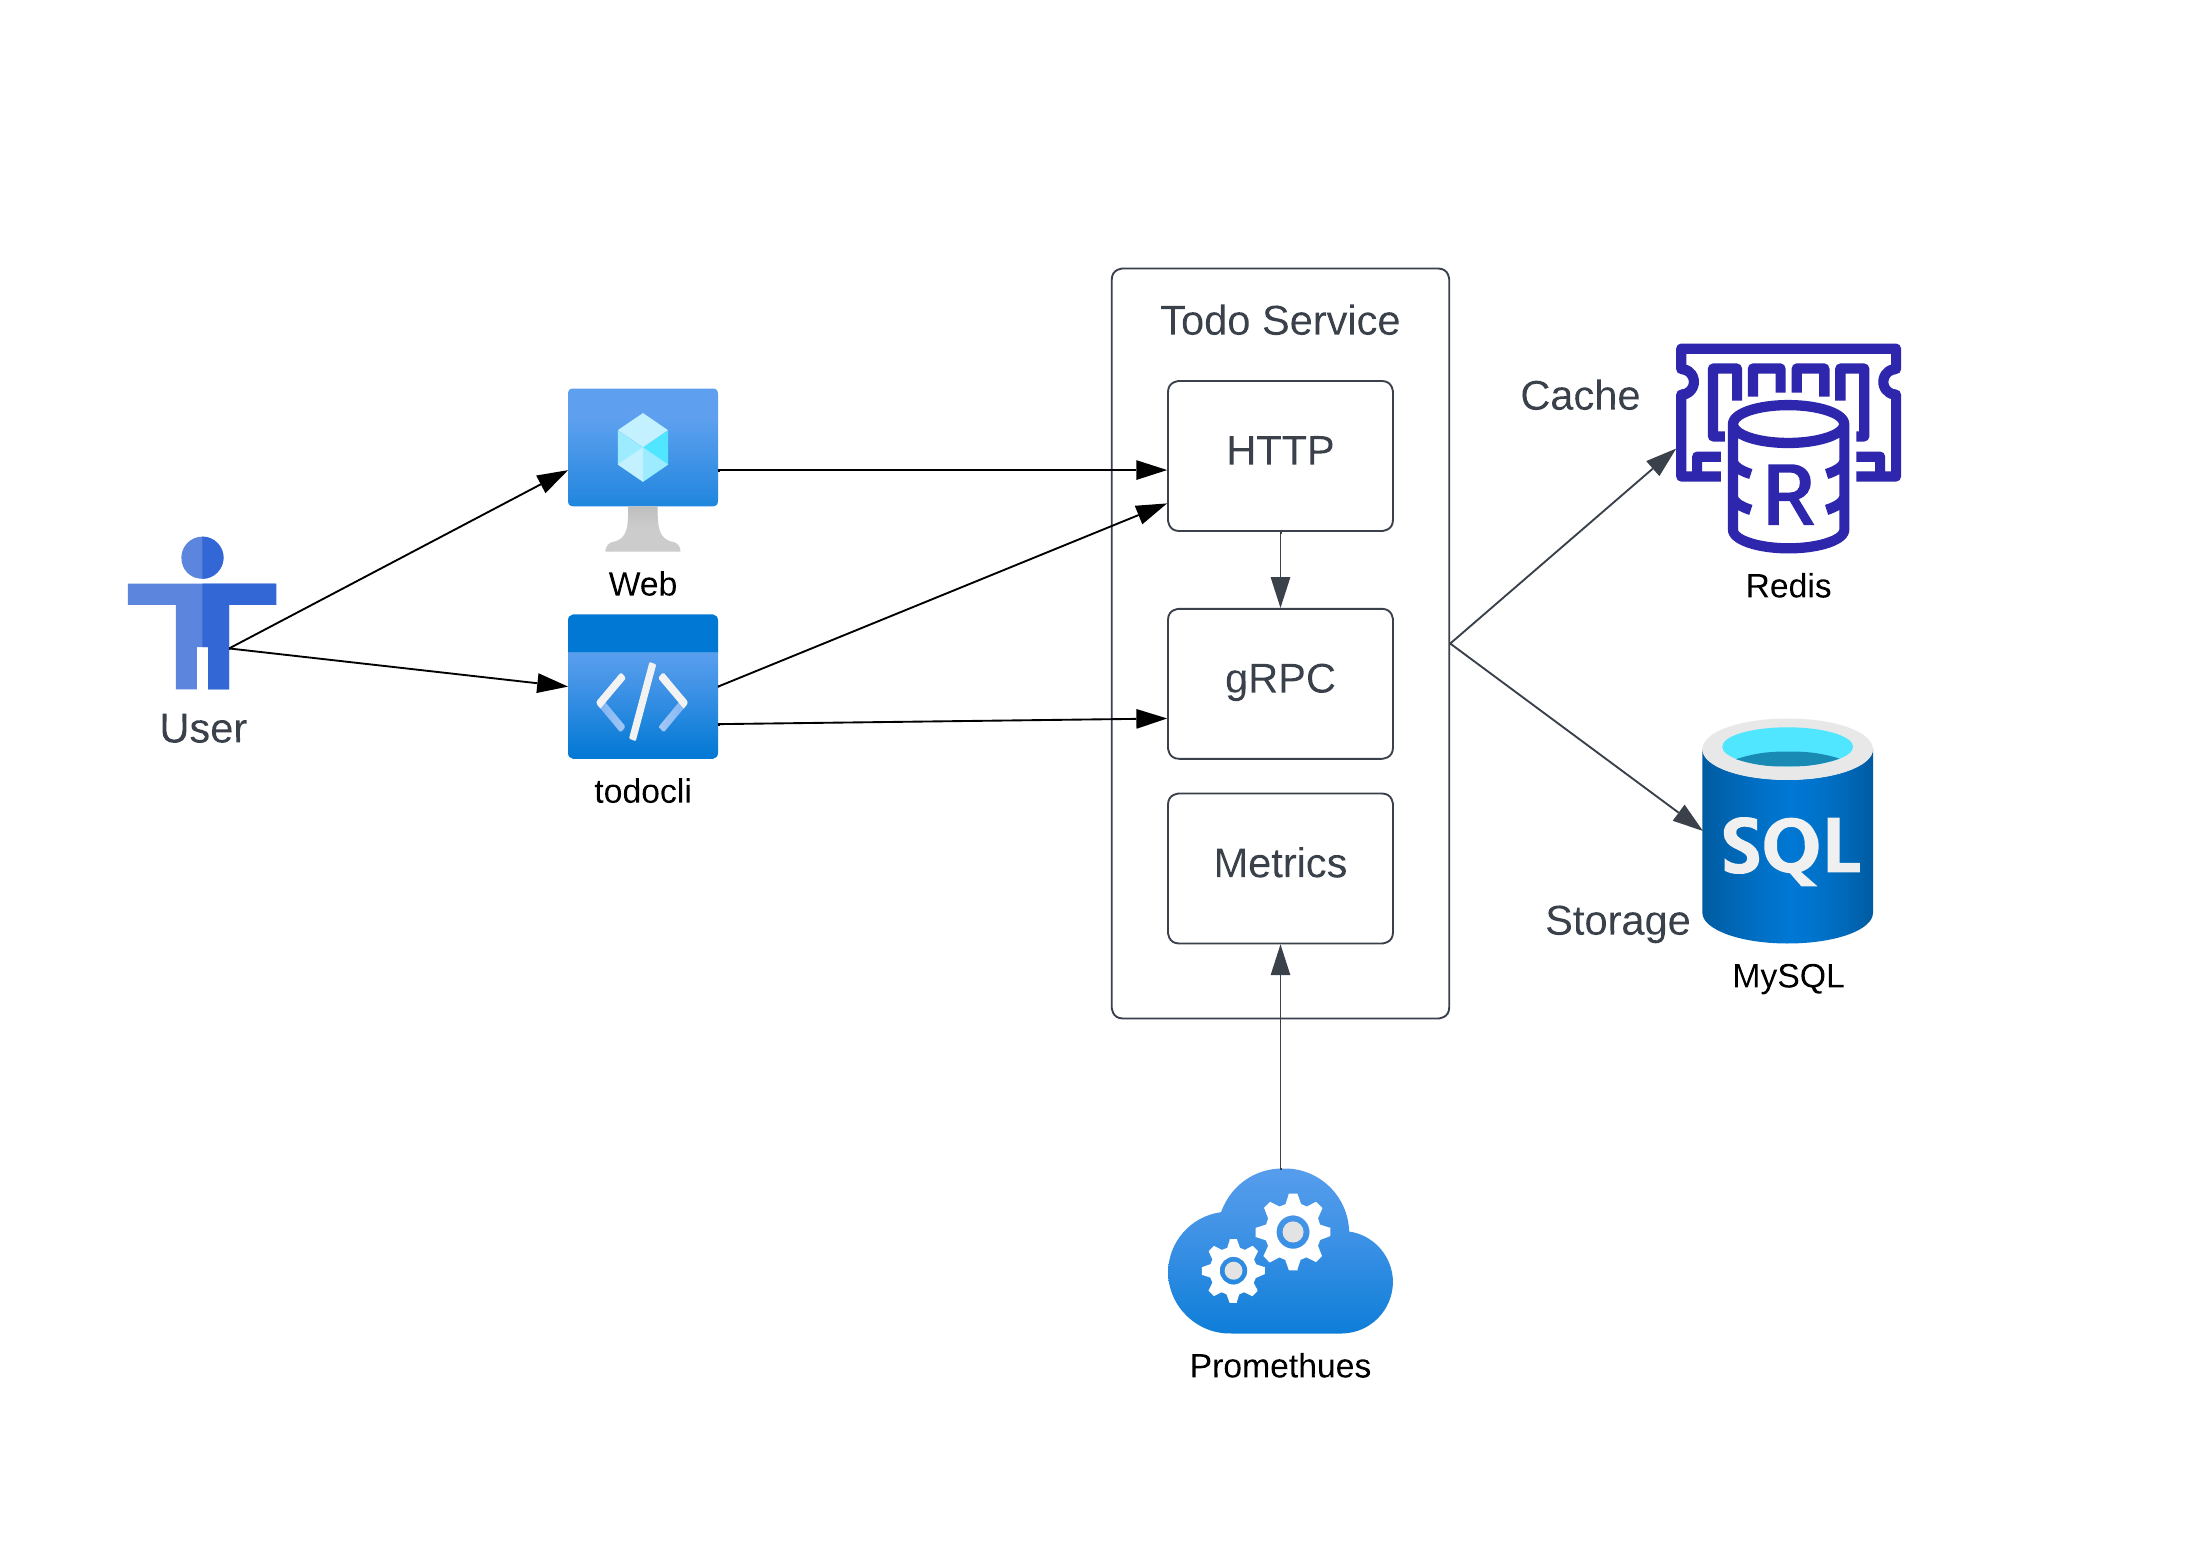 User
Web
todocli
Todo Service
HTTP
gRPC
Metrics
Promethues
Cache
R
Redis
SQL
Storage
MySQL